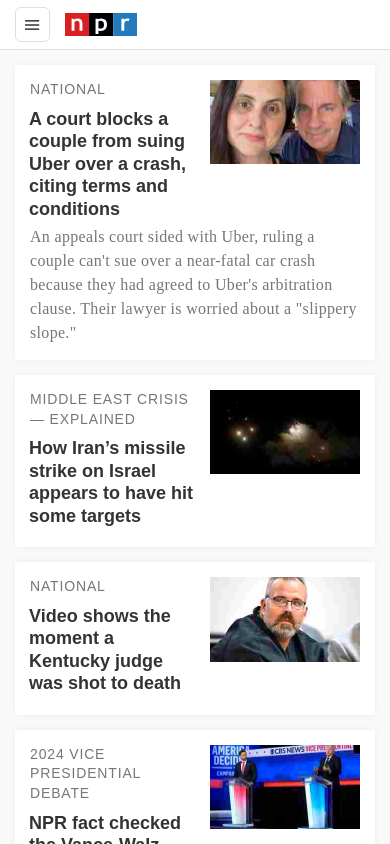 npr
NATIONAL
A court blocks a
couple from suing
Uber over a crash,
citing terms and
conditions
An appeals court sided with Uber, ruling a
couple can't sue over a near-fatal car crash
because they had agreed to Uber's arbitration
clause. Their lawyer is worried about a "slippery
slope."
MIDDLE EAST CRISIS
— EXPLAINED
How Iran’s missile
strike on Israel
appears to have hit
some targets
NATIONAL
Video shows the
moment a
Kentucky judge
was shot to death
2024 VICE
PRESIDENTIAL
DEBATE
AMERICA
DECID
CAMPA
CBS NEWS VICE PRESIDENTIAL
NPR fact checked
the Vance-Walz